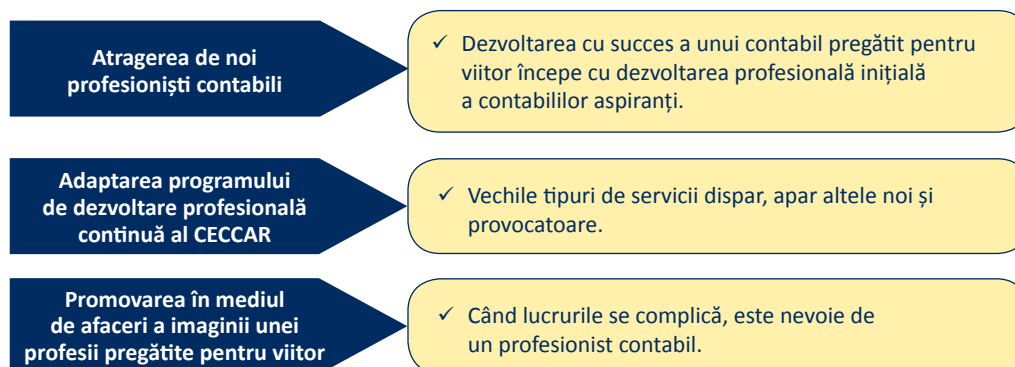 Atragerea de noi
profesioniști contabili
✓ Dezvoltarea cu succes a unui contabil pregătit pentru
viitor începe cu dezvoltarea profesională inițială
a contabililor aspiranți.
Adaptarea programului
de dezvoltare profesională
continuă al CECCAR
✓ Vechile tipuri de servicii dispar, apar altele noi și
provocatoare.
Promovarea în mediul
de afaceri a imaginii unei
profesii pregătite pentru viitor
✓ Când lucrurile se complică, este nevoie de
un profesionist contabil.